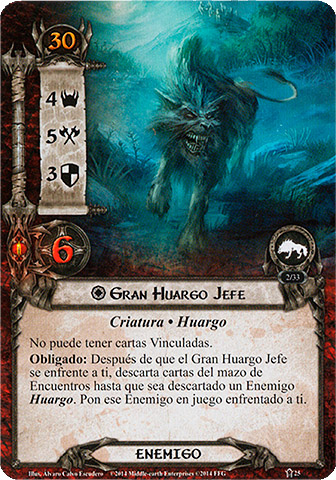 30
4
5
3
6
2/33
Gran Huargo Jefe
Criatura • Huargo
No puede tener cartas Vinculadas.
Obligado: Después de que el Gran Huargo Jefe
se enfrente a ti, descarta cartas del mazo de
Encuentros hasta que sea descartado un Enemigo
Huargo. Pon ese Enemigo en juego enfrentado a ti.
ENEMIGO
Illus. Alvaro Calvo Escudero ©2014 Middle-earth Enterprises ©2014 FFG 25